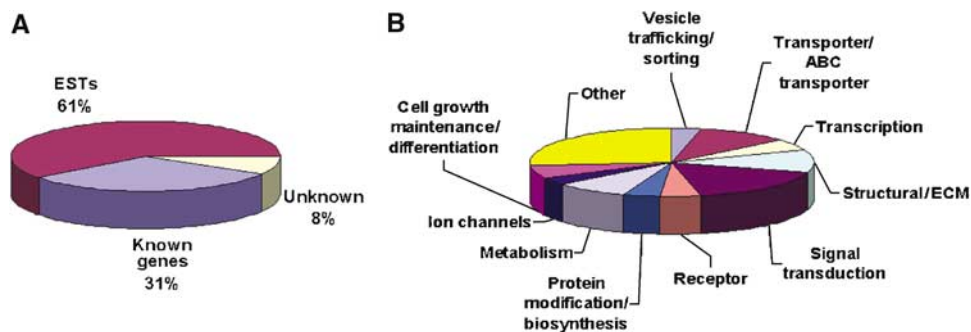 A
ESTs
61%
Unknown
8%
Known
genes
31%
B
Vesicle
trafficking/
sorting
Transporter/
ABC
transporter
Transcription
Structural/ECM
Signal
transduction
Receptor
Protein
modification/
biosynthesis
Metabolism
Ion channels
Cell growth
maintenance/
differentiation
Other